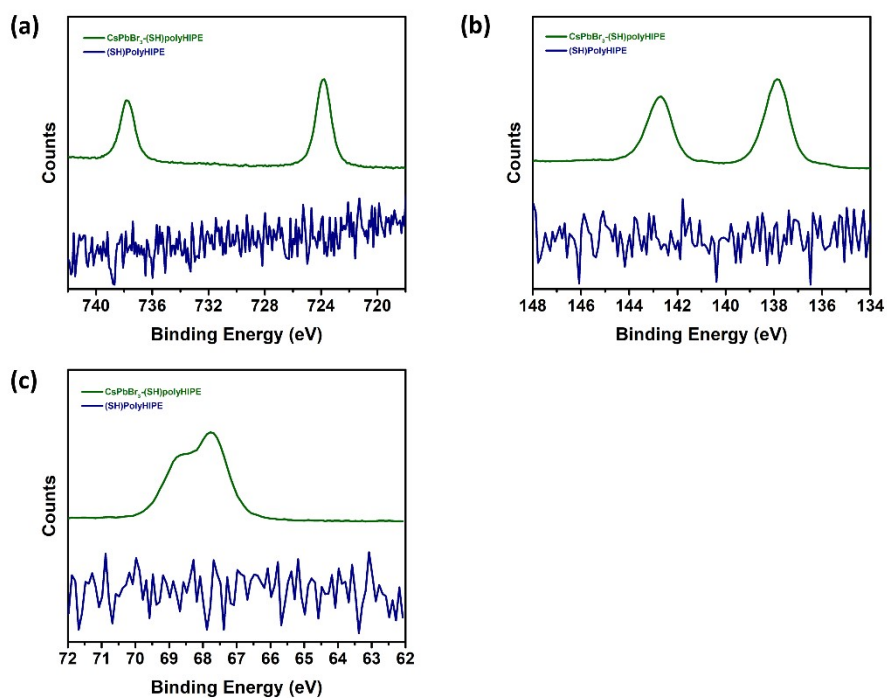 (a)
CsPbBr₃-(SH)polyHIPE
(SH)PolyHIPE
Counts
740 736 732 728 724 720
Binding Energy (eV)
(b)
CsPbBr₃-(SH)polyHIPE
(SH)PolyHIPE
Counts
148 146 144 142 140 138 136 134
Binding Energy (eV)
(c)
CsPbBr₃-(SH)polyHIPE
(SH)PolyHIPE
Counts
72 71 70 69 68 67 66 65 64 63 62
Binding Energy (eV)